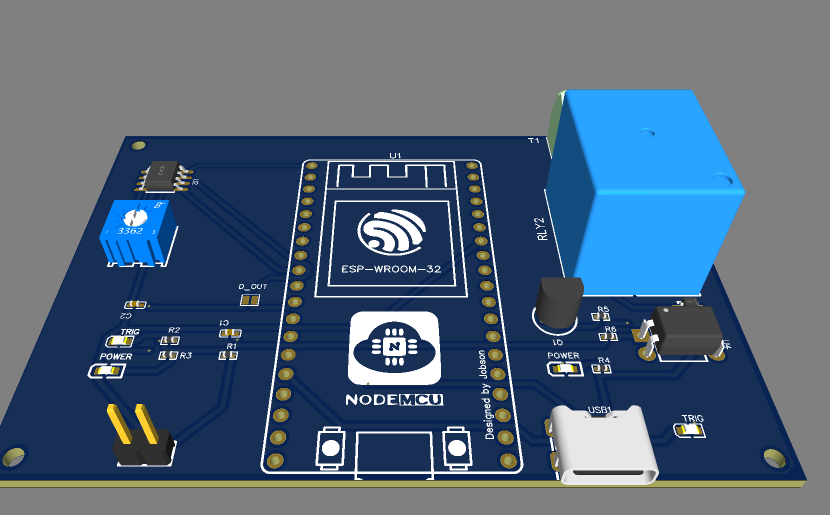 T1
U1
3362
RLY2
ESP-WROOM-32
D_OUT
C2
C1
TRIG
R2
R5
R6
POWER
R3
R1
Q1
POWER
R4
NODEMCU
Designed by Jobson
USB1
TRIG